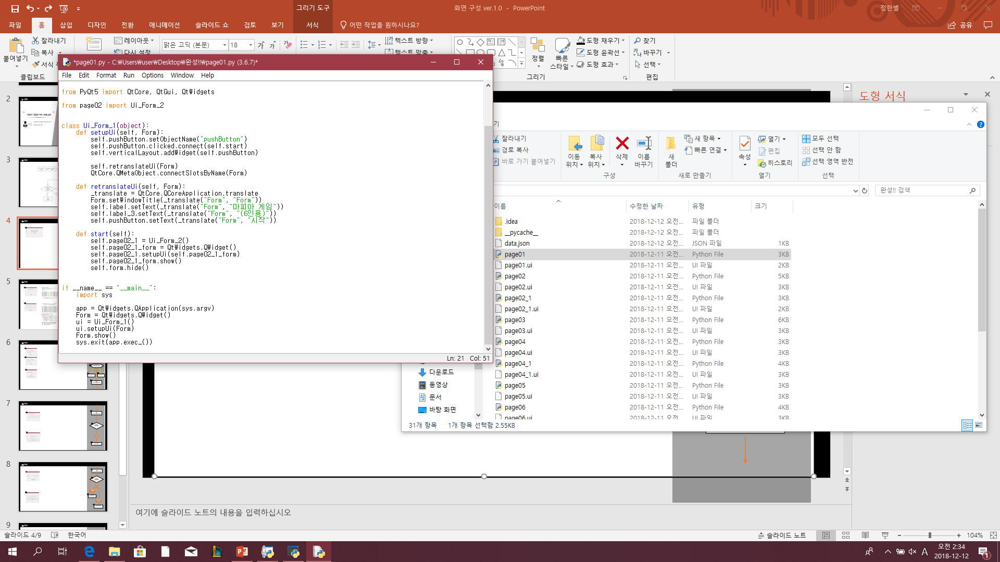 그리기 도구
화면 구성 ver.1.0 - PowerPoint
정한별
파일 홈 삽입 디자인 전환 애니메이션 슬라이드 쇼 검토 보기 서식 어떤 작업을 원하시나요? 공유
붙여넣기
잘라내기
복사
서식
클립보드
레이아웃
다시 설정
맑은 고딕 (본문) 18
텍스트 방향
텍스트 맞춤
정렬
빠른
스타일
도형 채우기
도형 윤곽선
도형 효과
그리기
찾기
바꾸기
선택
편집
*page01.py - C:₩Users₩user₩Desktop₩완성!!₩page01.py (3.6.7)*
File Edit Format Run Options Window Help
from PyQt5 import QtCore, QtGui, QtWidgets
from page02 import Ui_Form_2
class Ui_Form_1(object):
def setupUi(self, Form):
self.pushButton.setObjectName("pushButton")
self.pushButton.clicked.connect(self.start)
self.verticalLayout.addWidget(self.pushButton)
self.retranslateUi(Form)
QtCore.QMetaObject.connectSlotsByName(Form)
def retranslateUi(self, Form):
_translate = QtCore.QCoreApplication.translate
Form.setWindowTitle(_translate("Form", "Form"))
self.label.setText(_translate("Form", "마피아 게임"))
self.label_3.setText(_translate("Form", "(6인용)"))
self.pushButton.setText(_translate("Form", "시작"))
def start(self):
self.page02_1 = Ui_Form_2()
self.page02_1_form = QtWidgets.QWidget()
self.page02_1.setupUi(self.page02_1_form)
self.page02_1_form.show()
self.form.hide()
if __name__ == "__main__":
import sys
app = QtWidgets.QApplication(sys.argv)
Form = QtWidgets.QWidget()
ui = Ui_Form_1()
ui.setupUi(Form)
Form.show()
sys.exit(app.exec_())
Ln: 21 Col: 51
2
3
4
5
6
7
8
9
도형 서식
잘라내기
경로 복사
바로 가기 붙여넣기
이동
위치
복사
위치
삭제
이름
바꾸기
구성
새
폴더
새 항목
빠른 연결
새로 만들기
속성
열기
편집
히스토리
열기
모두 선택
선택 안 함
선택 영역 반전
선택
완성!! 검색
이름 수정한 날짜 유형 크기
.idea 2018-12-12 오전... 파일 폴더
__pycache__ 2018-12-12 오전... 파일 폴더
data.json 2018-12-12 오전... JSON 파일 1KB
page01 2018-12-11 오전... Python File 3KB
page01.ui 2018-12-11 오전... UI 파일 2KB
page02 2018-12-11 오전... Python File 5KB
page02.ui 2018-12-11 오전... UI 파일 3KB
page02_1 2018-12-11 오전... Python File 3KB
page02_1.ui 2018-12-11 오전... UI 파일 2KB
page03 2018-12-11 오전... Python File 6KB
page03.ui 2018-12-11 오전... UI 파일 3KB
page04 2018-12-11 오전... Python File 3KB
page04.ui 2018-12-11 오전... UI 파일 3KB
page04_1 2018-12-11 오전... Python File 4KB
page04_1.ui 2018-12-11 오전... UI 파일 3KB
page05 2018-12-11 오전... Python File 3KB
page05.ui 2018-12-11 오전... UI 파일 3KB
page06 2018-12-11 오전... Python File 4KB
page06.ui 2018-12-11 오전 UI 파일 3KB
다운로드
동영상
문서
바탕 화면
31개 항목 1개 항목 선택함 2.55KB
여기에 슬라이드 노트의 내용을 입력하십시오
슬라이드 4/9 한국어
슬라이드 노트 104%
A
오전 2:34
2018-12-12
1